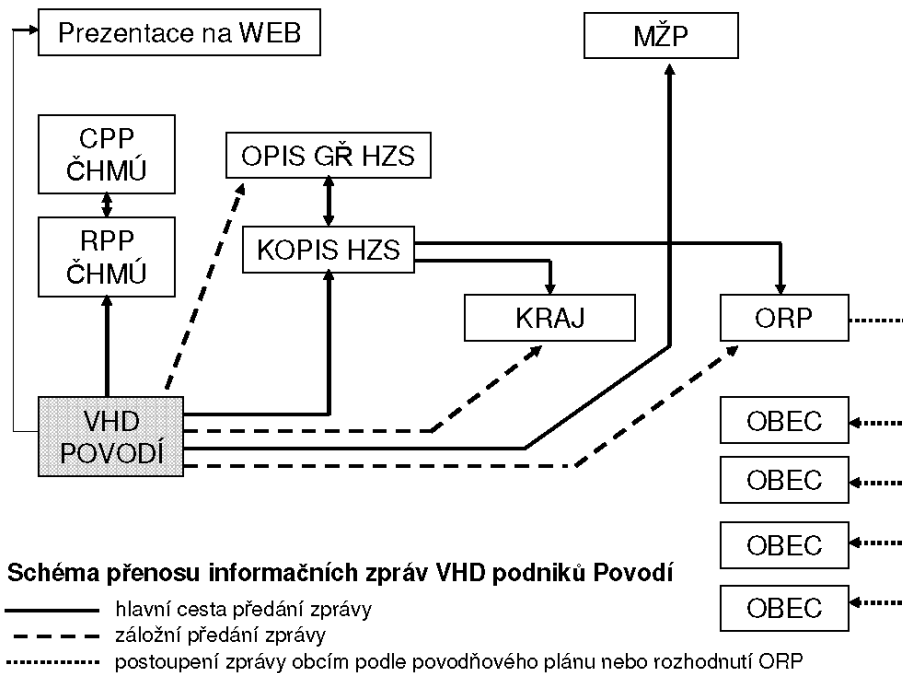 Prezentace na WEB
MŽP
CPP
ČHMÚ
OPIS GŘ HZS
RPP
ČHMÚ
KOPIS HZS
KRAJ
ORP
VHD
POVODÍ
OBEC
OBEC
OBEC
OBEC
Schéma přenosu informačních zpráv VHD podniků Povodí
hlavní cesta předání zprávy
záložní předání zprávy
postoupení zprávy obcím podle povodňového plánu nebo rozhodnutí ORP